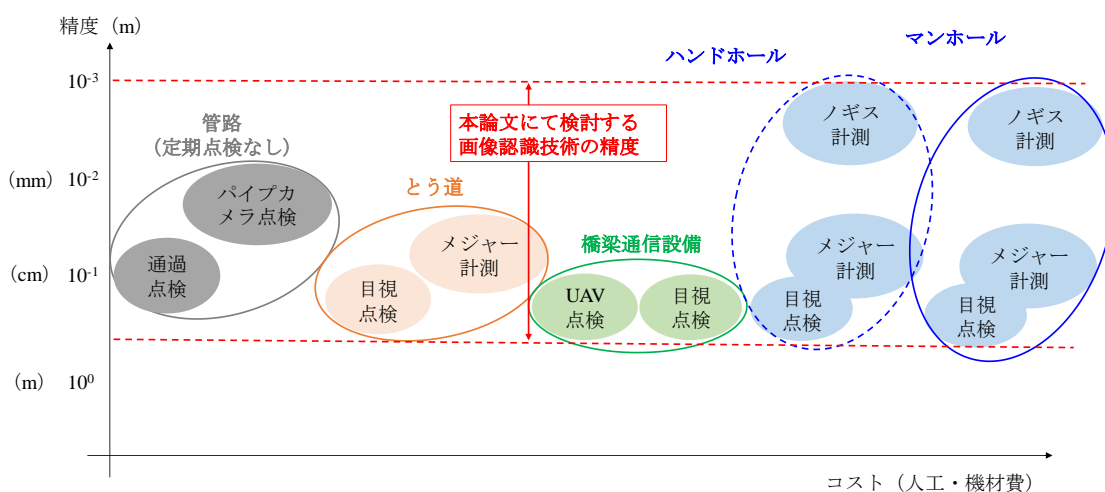 精度（m）
ハンドホール
マンホール
10-3
ノギス
計測
ノギス
計測
本論文にて検討する
画像認識技術の精度
管路
（定期点検なし）
（mm）
10-2
パイプカ
メラ点検
とう道
メジャー
計測
橋梁通信設備
メジャー
計測
メジャー
計測
（cm）
10-1
通過
点検
目視
点検
UAV
点検
目視
点検
目視
点検
目視
点検
（m）
100
コスト（人工・機材費）